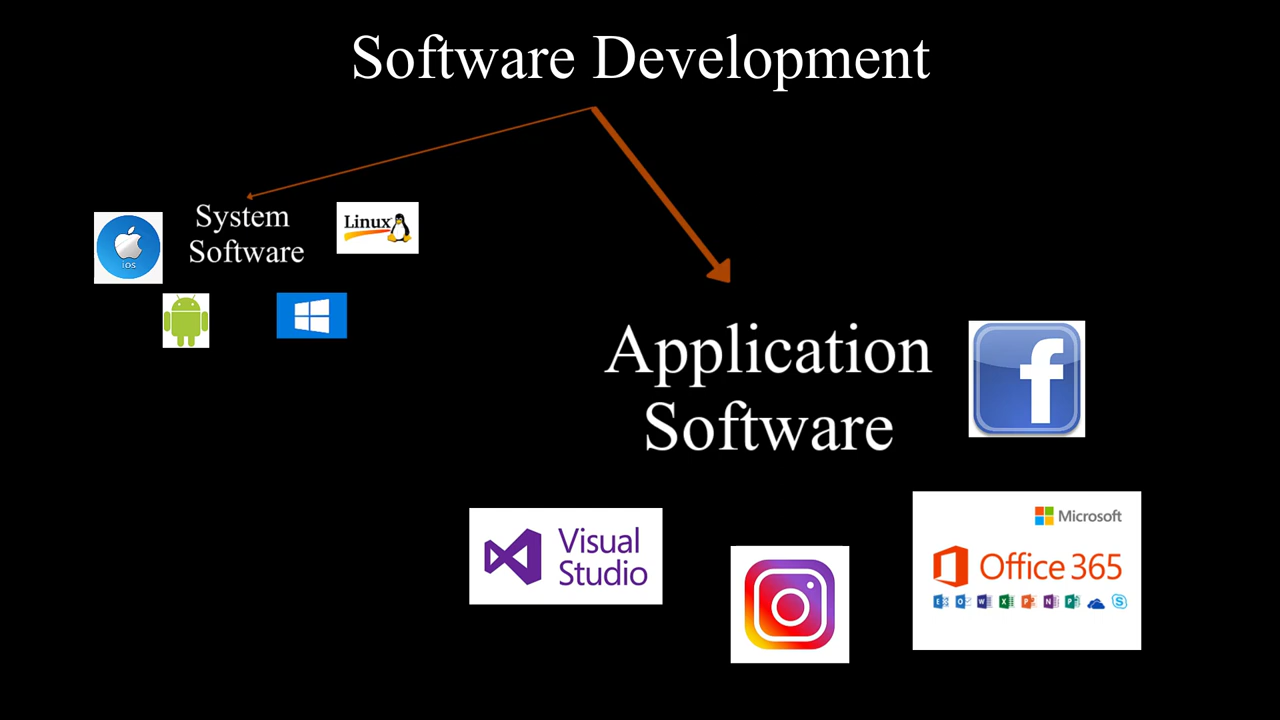 Software Development
System
Software
ios
Linux
Application
Software
f
Visual
Studio
Microsoft
Office 365